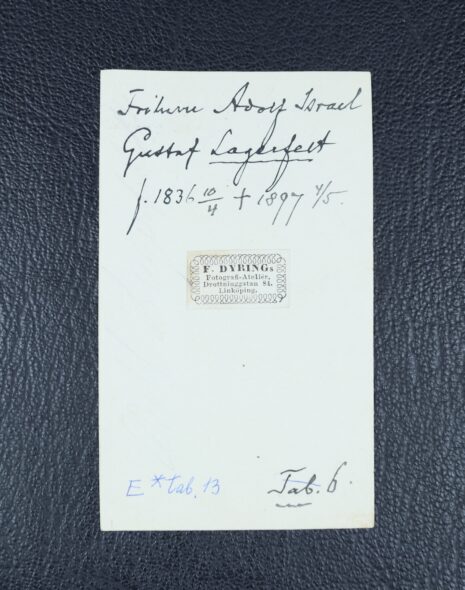 Friherre Adolf Israel
Gustaf Lagerfelt
f. 1836 10/4 † 1897 4/5.
F. DYRINGs
Fotografi-Atelier,
Drottninggatan 84.
Linköping.
E * tab. 13
Tab. 6.